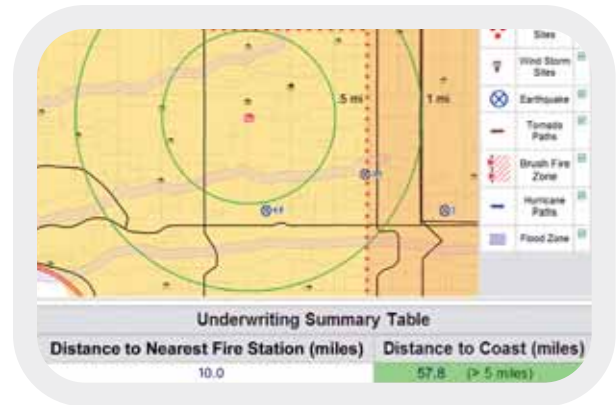 Sites
Wind Storm
Sites
.5 mi
1 mi
Earthquake
Tornado
Paths
Brush Fire
Zone
Hurricane
Paths
Flood Zone
Underwriting Summary Table
Distance to Nearest Fire Station (miles)
Distance to Coast (miles)
10.0
57.8 (> 5 miles)